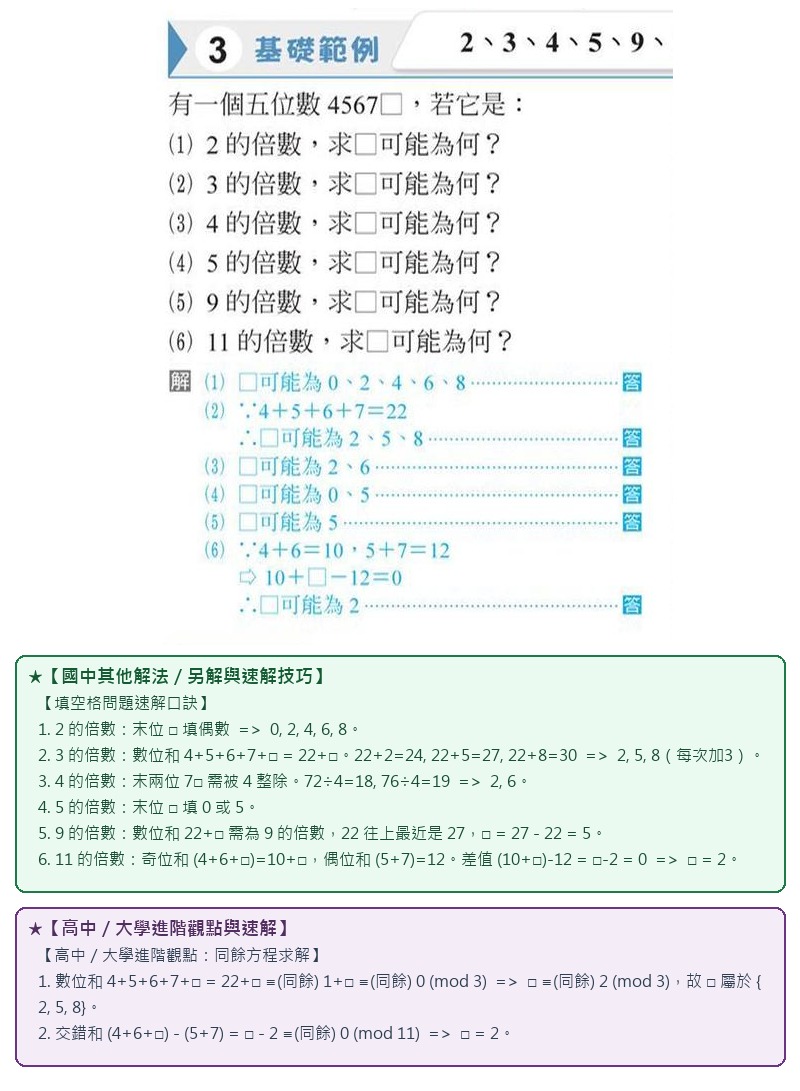 3 基礎範例 2、3、4、5、9、
有一個五位數 4567□，若它是：
⑴ 2 的倍數，求□可能為何？
⑵ 3 的倍數，求□可能為何？
⑶ 4 的倍數，求□可能為何？
⑷ 5 的倍數，求□可能為何？
⑸ 9 的倍數，求□可能為何？
⑹ 11 的倍數，求□可能為何？
解 ⑴ □可能為 0、2、4、6、8 ………… 答
⑵ ∵4＋5＋6＋7＝22
∴□可能為 2、5、8 ………… 答
⑶ □可能為 2、6 ………… 答
⑷ □可能為 0、5 ………… 答
⑸ □可能為 5 ………… 答
⑹ ∵4＋6＝10，5＋7＝12
⇨ 10＋□－12＝0
∴□可能為 2 ………… 答
★【國中其他解法 / 另解與速解技巧】
【填空格問題速解口訣】
1. 2 的倍數：末位 □ 填偶數 => 0, 2, 4, 6, 8。
2. 3 的倍數：數位和 4+5+6+7+□ = 22+□。22+2=24, 22+5=27, 22+8=30 => 2, 5, 8（每次加3）。
3. 4 的倍數：末兩位 7□ 需被 4 整除。72÷4=18, 76÷4=19 => 2, 6。
4. 5 的倍數：末位 □ 填 0 或 5。
5. 9 的倍數：數位和 22+□ 需為 9 的倍數，22 往上最近是 27，□ = 27 - 22 = 5。
6. 11 的倍數：奇位和 (4+6+□)=10+□，偶位和 (5+7)=12。差值 (10+□)-12 = □-2 = 0 => □ = 2。
★【高中 / 大學進階觀點與速解】
【高中 / 大學進階觀點：同餘方程求解】
1. 數位和 4+5+6+7+□ = 22+□ ≡(同餘) 1+□ ≡(同餘) 0 (mod 3) => □ ≡(同餘) 2 (mod 3)，故 □ 屬於 {
2, 5, 8}。
2. 交錯和 (4+6+□) - (5+7) = □ - 2 ≡(同餘) 0 (mod 11) => □ = 2。